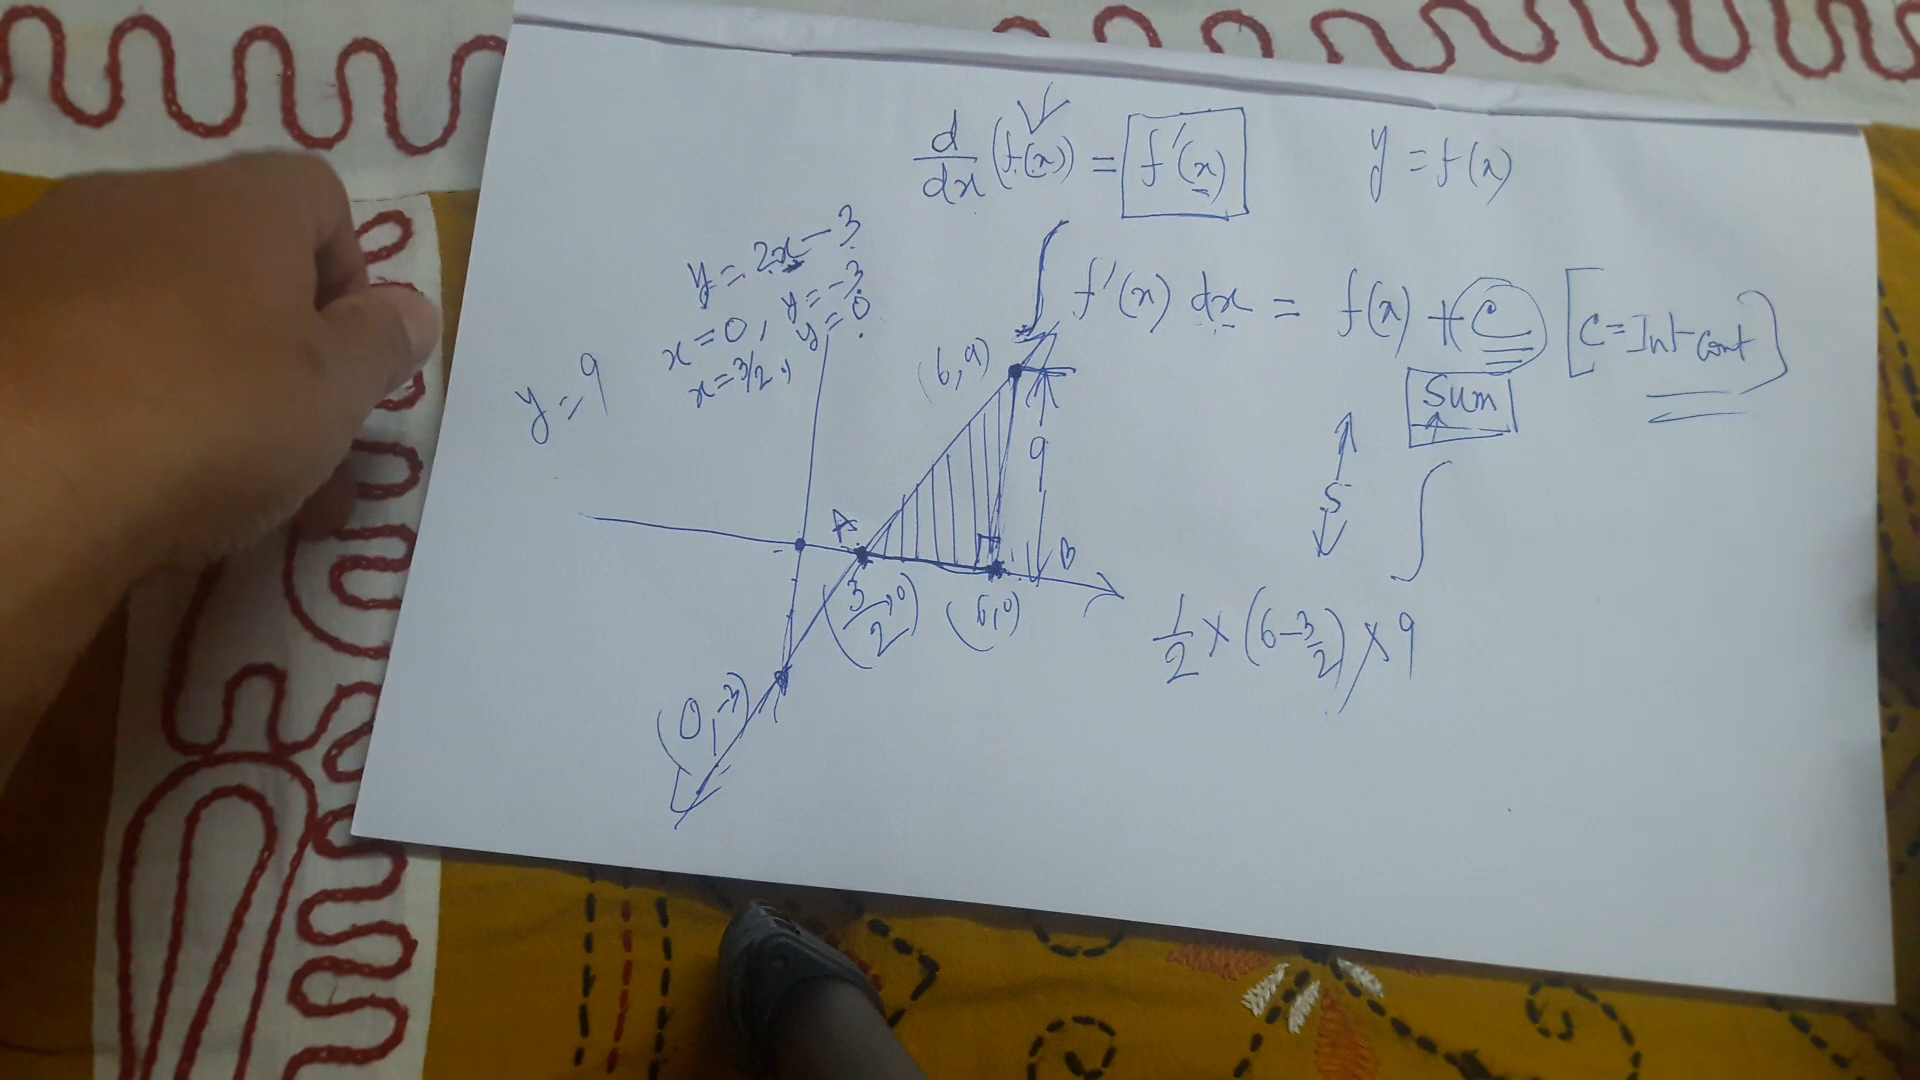 d/dx (f(x)) = f'(x)
y = f(x)
y = 2x - 3
x = 0, y = -3
x = 3/2, y = 0
y = 9
∫ f'(x) dx = f(x) + C [C = Int-cont]
Sum
S ∫
(6,9)
9
A
B
(3/2, 0)
(6,0)
(0,-3)
1/2 × (6 - 3/2) × 9